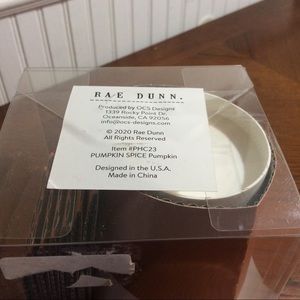 RAE DUNN.
Produced by OCS Designs
1339 Rocky Point Dr.
Oceanside, CA 92056
info@ocs-designs.com
© 2020 Rae Dunn
All Rights Reserved
Item #PHC23
PUMPKIN SPICE Pumpkin
Designed in the U.S.A.
Made in China